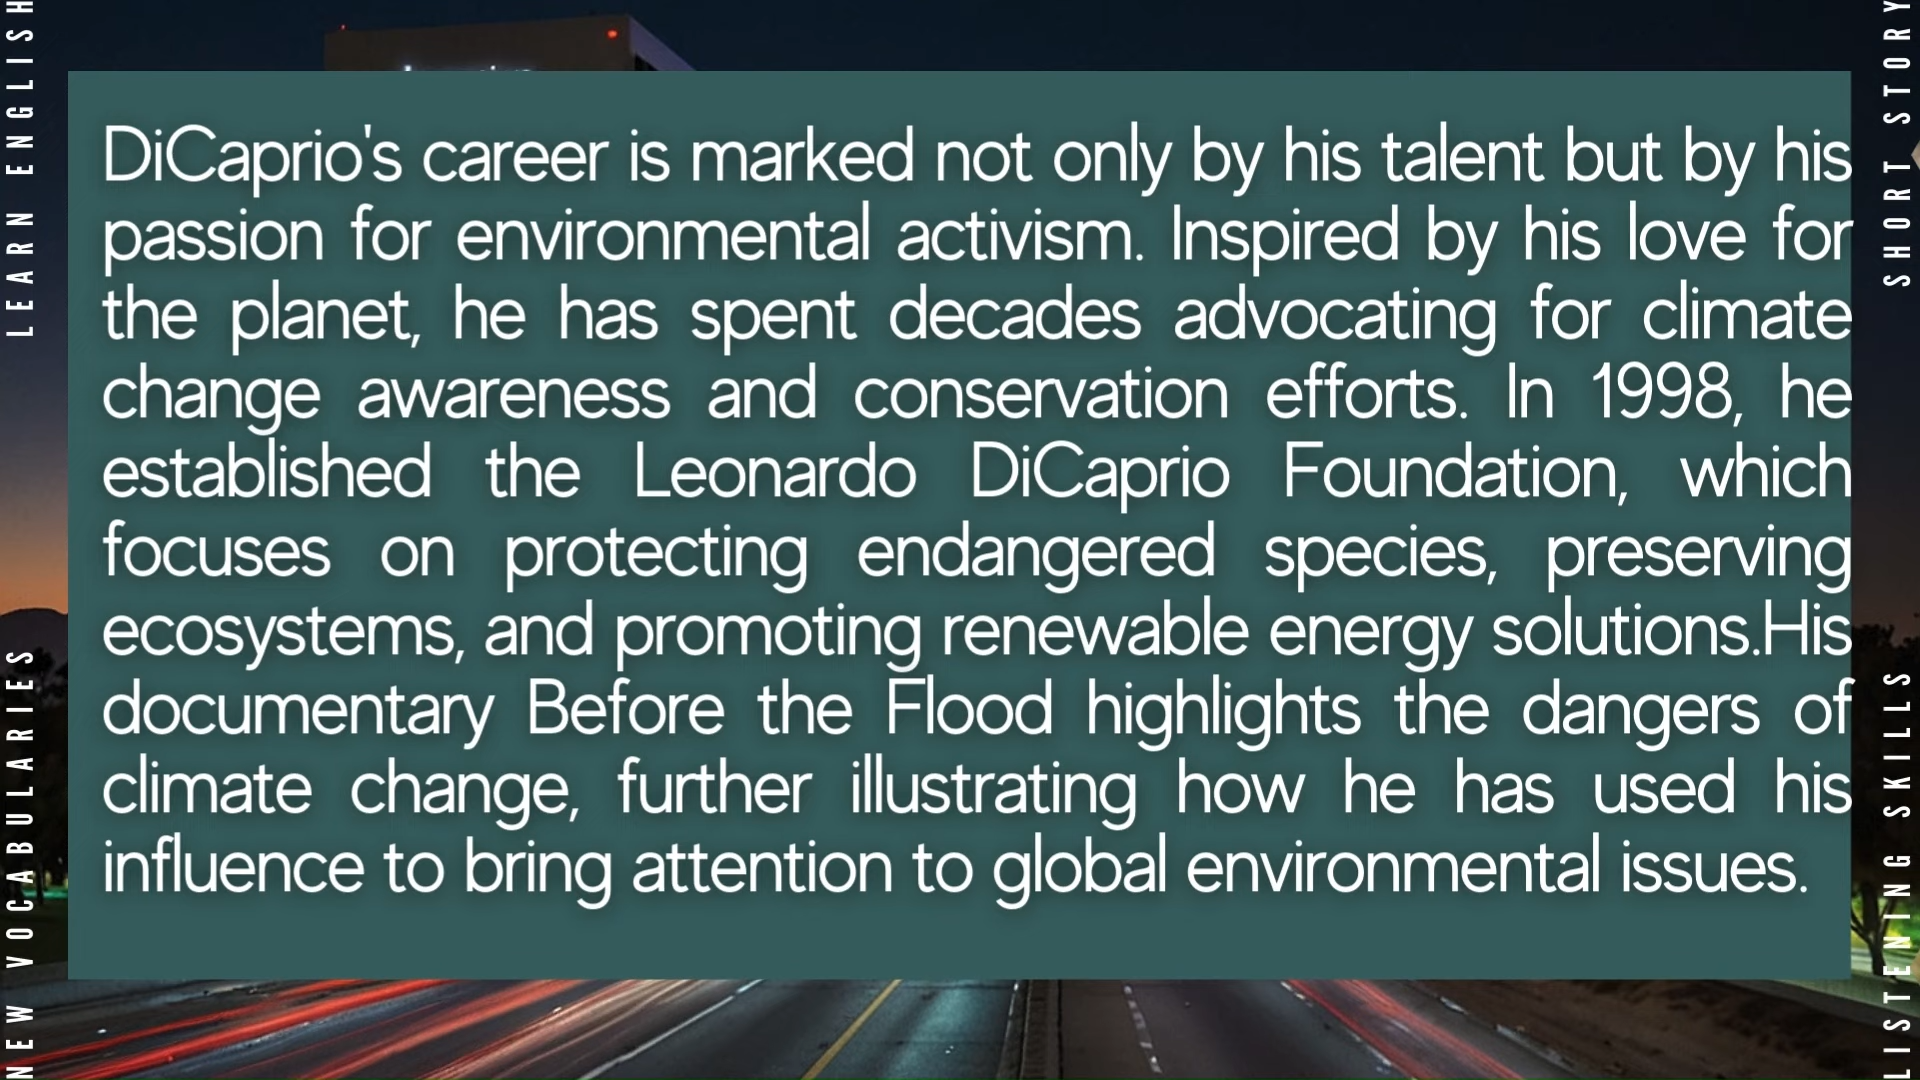 LEARN ENGLISH
SHORT STORY
DiCaprio's career is marked not only by his talent but by his
passion for environmental activism. Inspired by his love for
the planet, he has spent decades advocating for climate
change awareness and conservation efforts. In 1998, he
established the Leonardo DiCaprio Foundation, which
focuses on protecting endangered species, preserving
ecosystems, and promoting renewable energy solutions.His
documentary Before the Flood highlights the dangers of
climate change, further illustrating how he has used his
influence to bring attention to global environmental issues.
NEW VOCABULARIES
LISTENING SKILLS